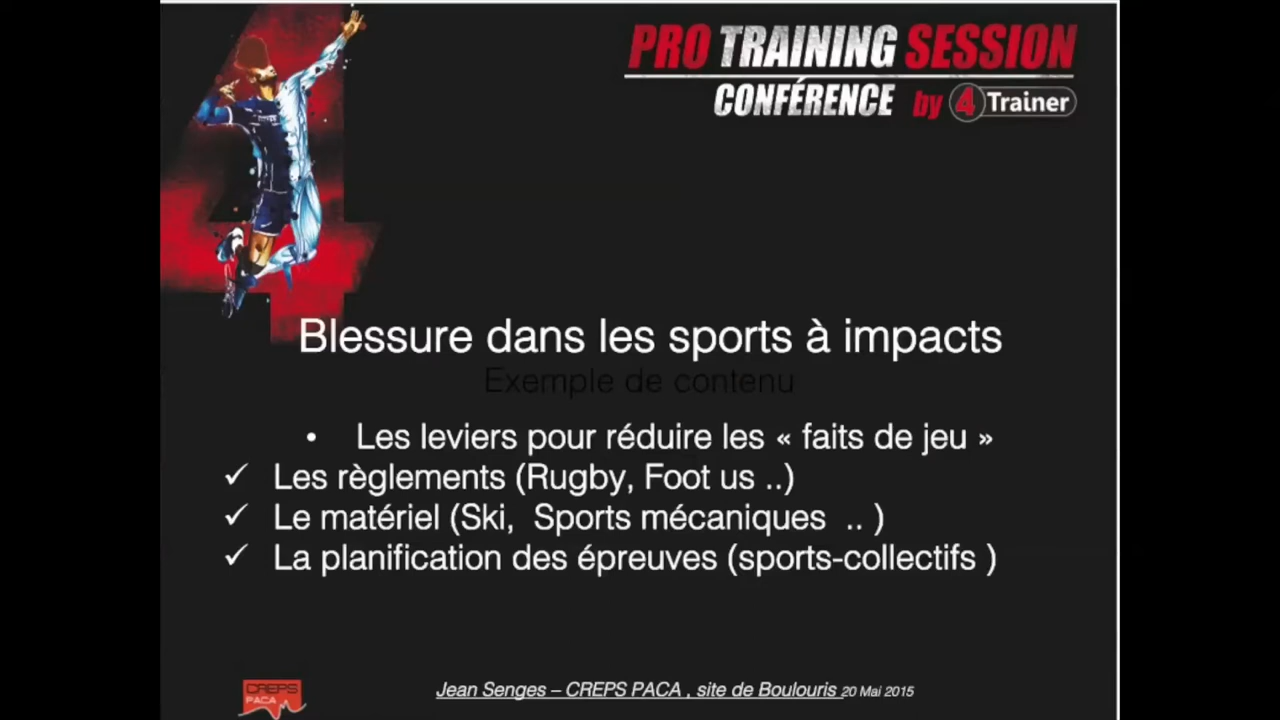 PRO TRAINING SESSION
CONFÉRENCE by 4 Trainer
Blessure dans les sports à impacts
Exemple de contenu
• Les leviers pour réduire les « faits de jeu »
✓ Les règlements (Rugby, Foot us ..)
✓ Le matériel (Ski, Sports mécaniques .. )
✓ La planification des épreuves (sports-collectifs )
CREPS
PACA
Jean Senges – CREPS PACA , site de Boulouris 20 Mai 2015